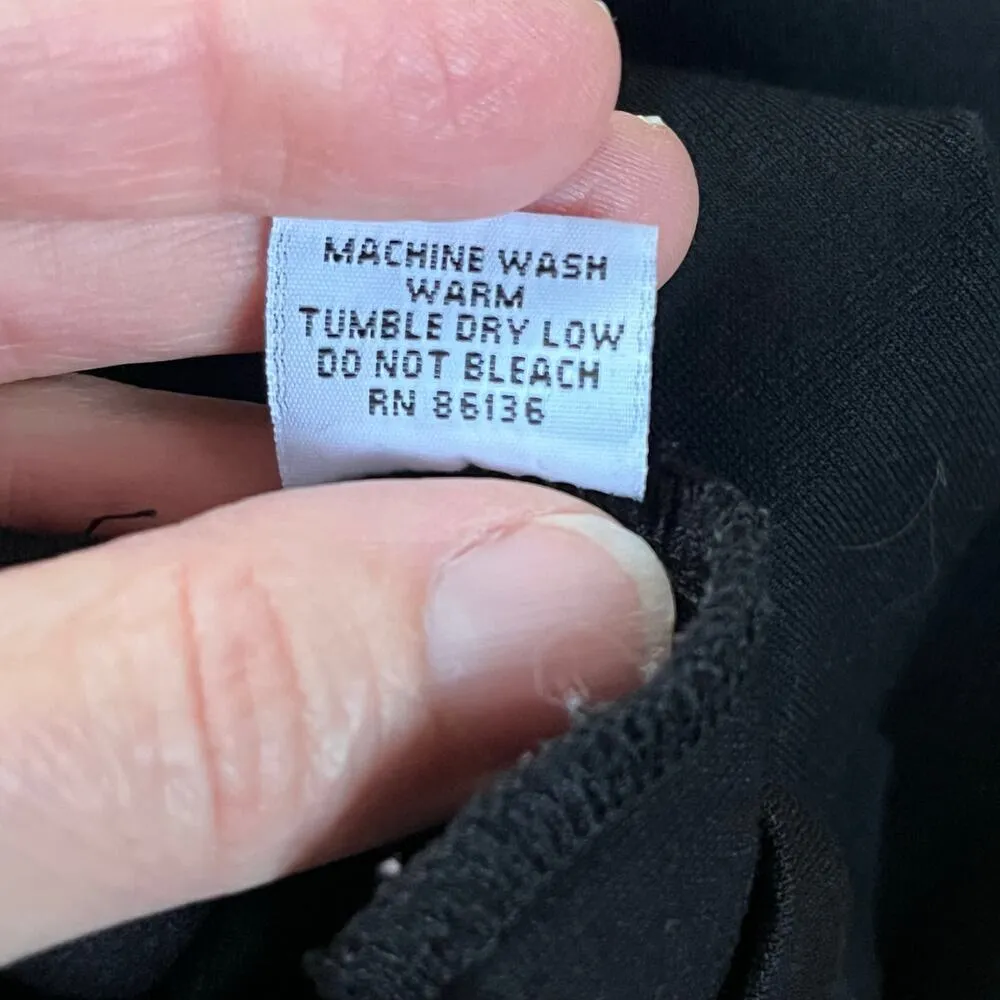 MACHINE WASH
WARM
TUMBLE DRY LOW
DO NOT BLEACH
RN 86136